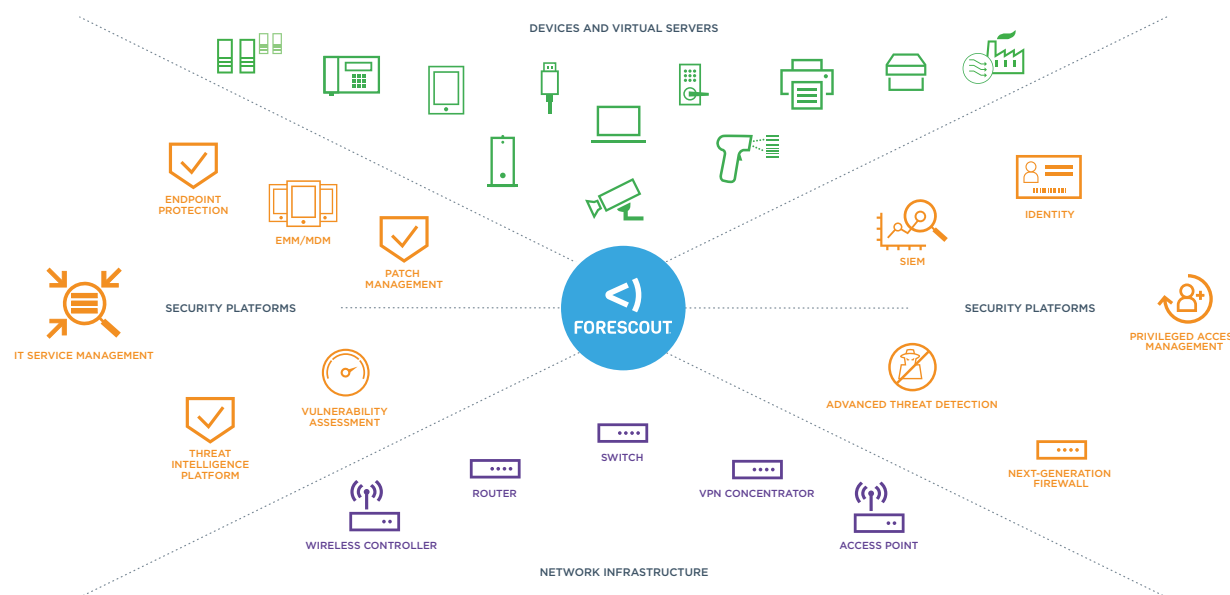 DEVICES AND VIRTUAL SERVERS
ENDPOINT
PROTECTION
EMM/MDM
PATCH
MANAGEMENT
SECURITY PLATFORMS
IT SERVICE MANAGEMENT
VULNERABILITY
ASSESSMENT
THREAT
INTELLIGENCE
PLATFORM
FORESCOUT
IDENTITY
SIEM
SECURITY PLATFORMS
PRIVILEGED ACCES
MANAGEMENT
ADVANCED THREAT DETECTION
NEXT-GENERATION
FIREWALL
SWITCH
ROUTER
VPN CONCENTRATOR
WIRELESS CONTROLLER
ACCESS POINT
NETWORK INFRASTRUCTURE